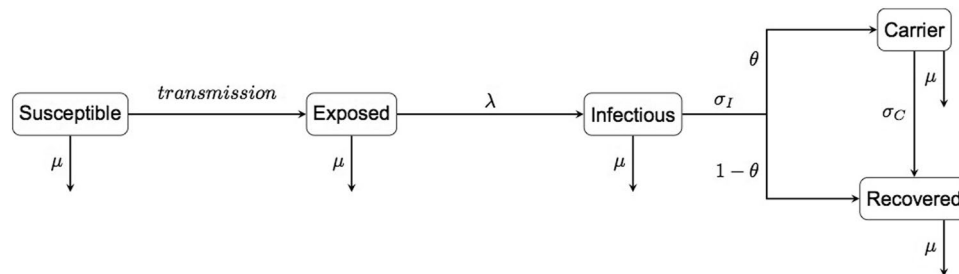 Susceptible
transmission
Exposed
λ
Infectious
σ_I
θ
1 − θ
Carrier
σ_C
Recovered
μ
μ
μ
μ
μ